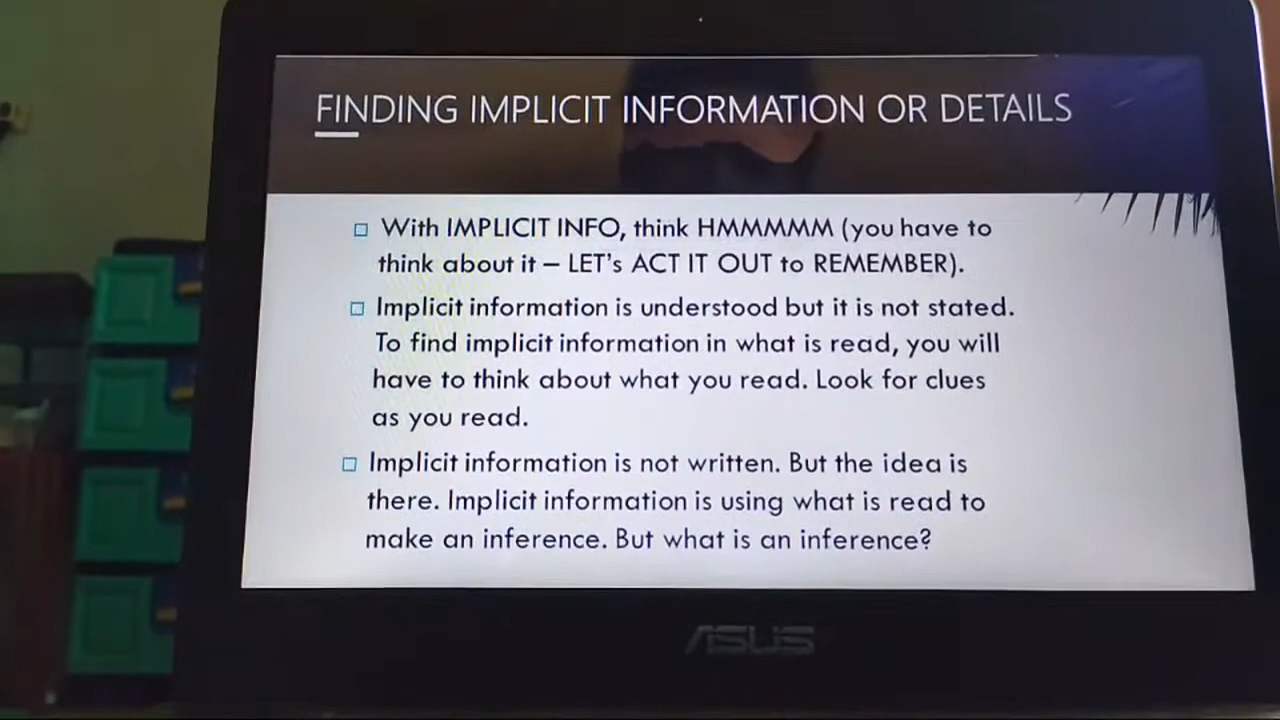 FINDING IMPLICIT INFORMATION OR DETAILS
With IMPLICIT INFO, think HMMMMM (you have to
think about it – LET's ACT IT OUT to REMEMBER).
Implicit information is understood but it is not stated.
To find implicit information in what is read, you will
have to think about what you read. Look for clues
as you read.
Implicit information is not written. But the idea is
there. Implicit information is using what is read to
make an inference. But what is an inference?
ASUS